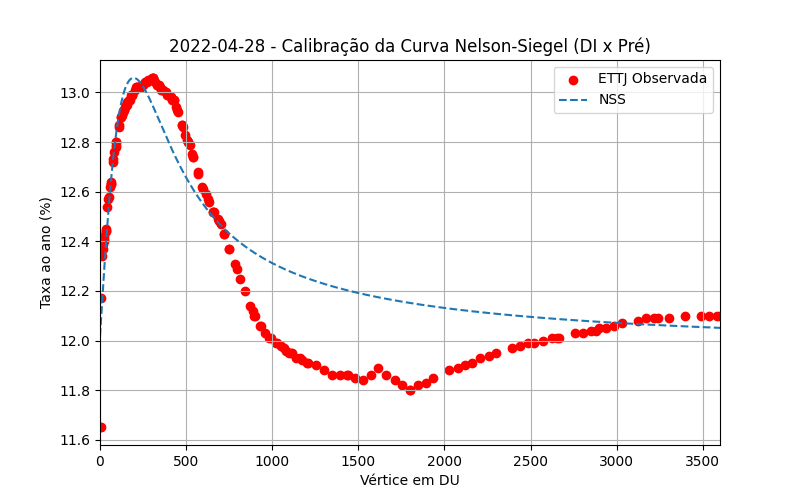 2022-04-28 - Calibração da Curva Nelson-Siegel (DI x Pré)
ETTJ Observada
NSS
Taxa ao ano (%)
13.0
12.8
12.6
12.4
12.2
12.0
11.8
11.6
0 500 1000 1500 2000 2500 3000 3500
Vértice em DU